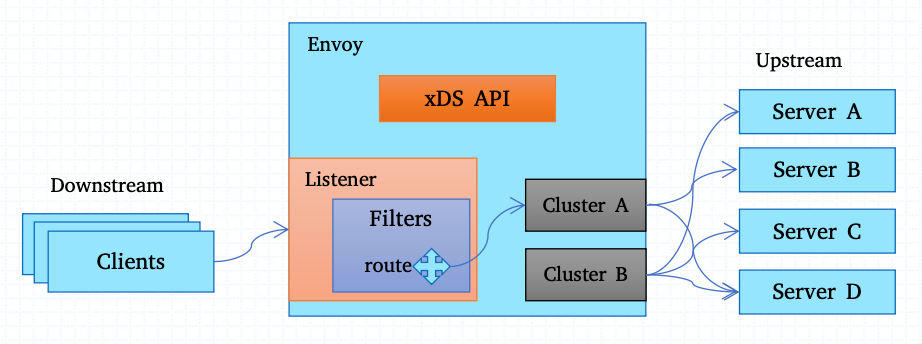 Envoy
Upstream
xDS API
Server A
Server B
Downstream
Listener
Cluster A
Filters
Server C
Clients
route
Cluster B
Server D